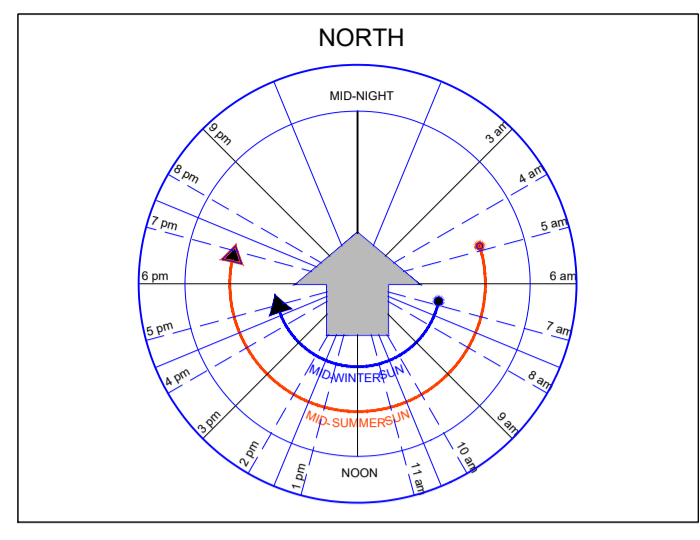 NORTH
MID-NIGHT
9 pm
3 am
8 pm
4 am
7 pm
5 am
6 pm
6 am
5 pm
7 am
4 pm
8 am
MID-WINTER SUN
MID-SUMMER SUN
3 pm
9 am
2 pm
10 am
1 pm
NOON
11 am